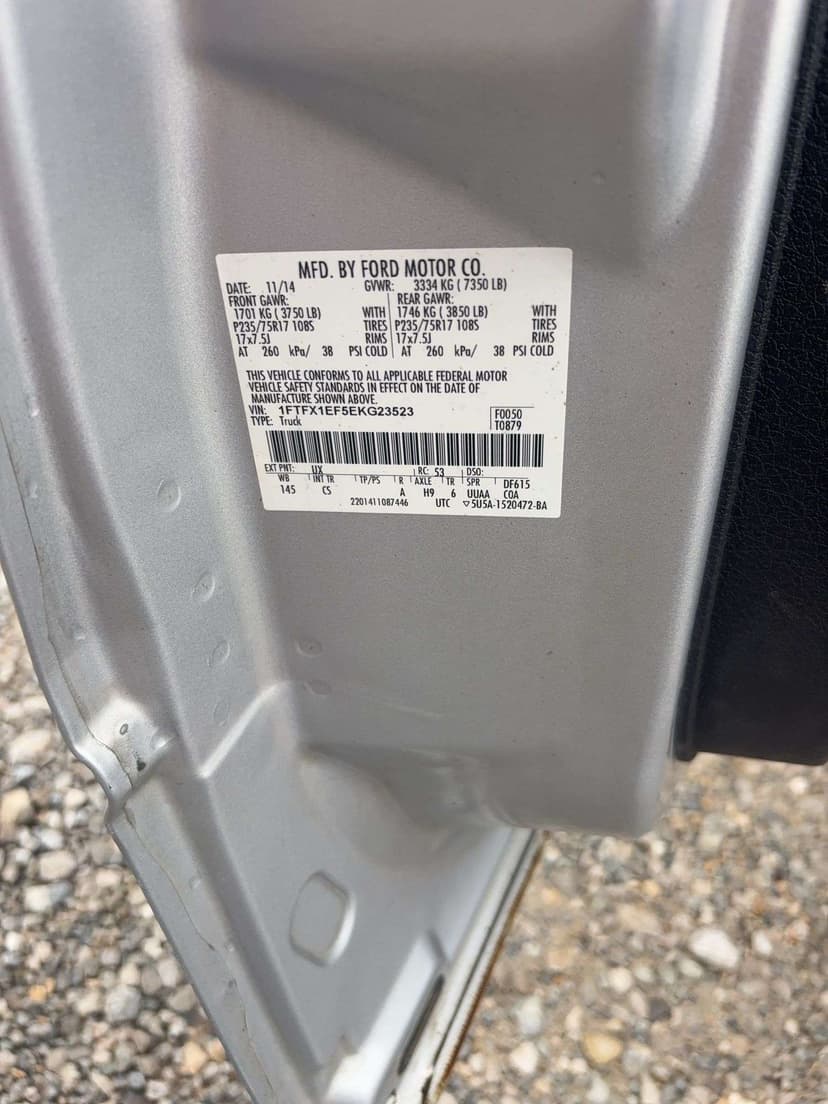 MFD. BY FORD MOTOR CO.
DATE: 11/14 GVWR: 3334 KG ( 7350 LB)
FRONT GAWR: REAR GAWR:
1701 KG ( 3750 LB) WITH 1746 KG ( 3850 LB) WITH
P235/75R17 108S TIRES P235/75R17 108S TIRES
17x7.5J RIMS 17x7.5J RIMS
AT 260 kPa/ 38 PSI COLD AT 260 kPa/ 38 PSI COLD
THIS VEHICLE CONFORMS TO ALL APPLICABLE FEDERAL MOTOR
VEHICLE SAFETY STANDARDS IN EFFECT ON THE DATE OF
MANUFACTURE SHOWN ABOVE.
VIN: 1FTFX1EF5EKG23523 F0050
TYPE: Truck T0879
EXT PNT: UX RC: 53 DSO:
WB INT TR TP/PS R AXLE TR SPR DF615
145 CS A H9 6 UUAA COA
2201411087446 UTC ▽5U5A-1520472-BA